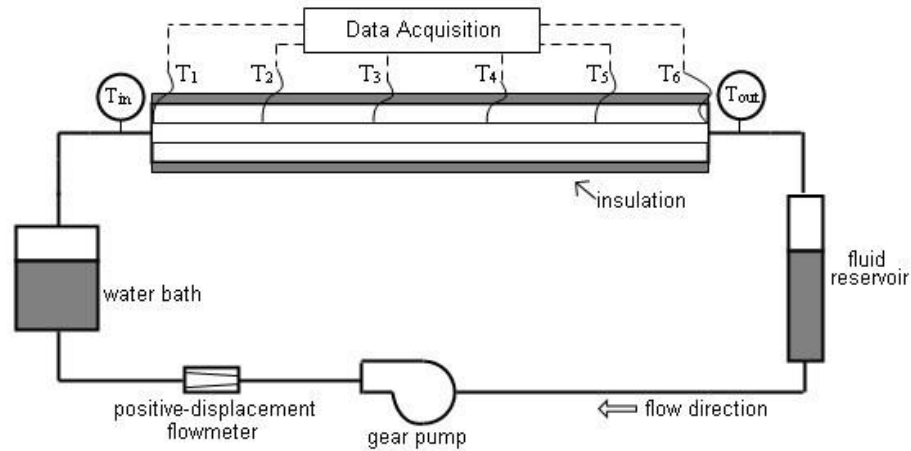 Data Acquisition
T1 T2 T3 T4 T5 T6
Tin
Tout
insulation
water bath
fluid
reservoir
positive-displacement
flowmeter
gear pump
flow direction